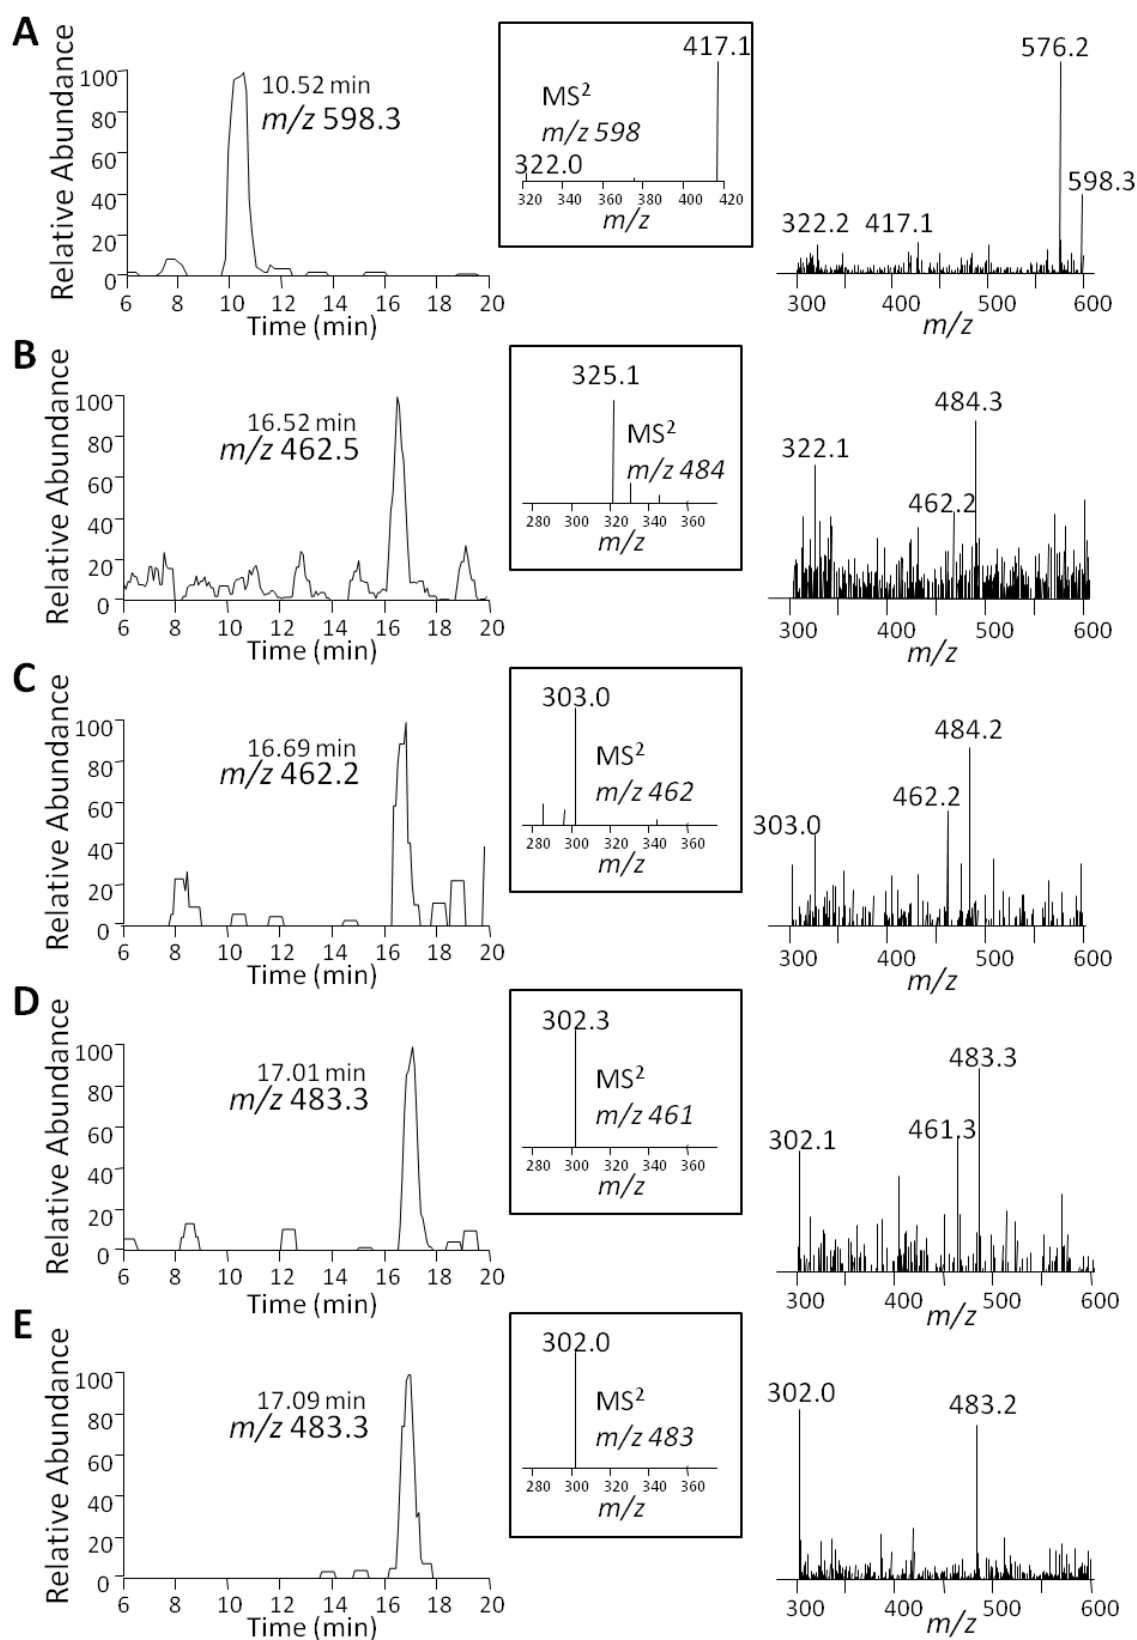 A
Relative Abundance
100
80
60
40
20
0
10.52 min
m/z 598.3
6 8 10 12 14 16 18 20
Time (min)
417.1
MS2
m/z 598
322.0
320 340 360 380 400 420
m/z
576.2
598.3
322.2 417.1
300 400 500 600
m/z
B
Relative Abundance
100
80
60
40
20
0
16.52 min
m/z 462.5
6 8 10 12 14 16 18 20
Time (min)
325.1
MS2
m/z 484
280 300 320 340 360
m/z
484.3
322.1
462.2
300 400 500 600
m/z
C
Relative Abundance
100
80
60
40
20
0
16.69 min
m/z 462.2
6 8 10 12 14 16 18 20
Time (min)
303.0
MS2
m/z 462
280 300 320 340 360
m/z
484.2
462.2
303.0
300 400 500 600
m/z
D
Relative Abundance
100
80
60
40
20
0
17.01 min
m/z 483.3
6 8 10 12 14 16 18 20
Time (min)
302.3
MS2
m/z 461
280 300 320 340 360
m/z
483.3
461.3
302.1
300 400 500 600
m/z
E
Relative Abundance
100
80
60
40
20
0
17.09 min
m/z 483.3
6 8 10 12 14 16 18 20
Time (min)
302.0
MS2
m/z 483
280 300 320 340 360
m/z
302.0
483.2
300 400 500 600
m/z